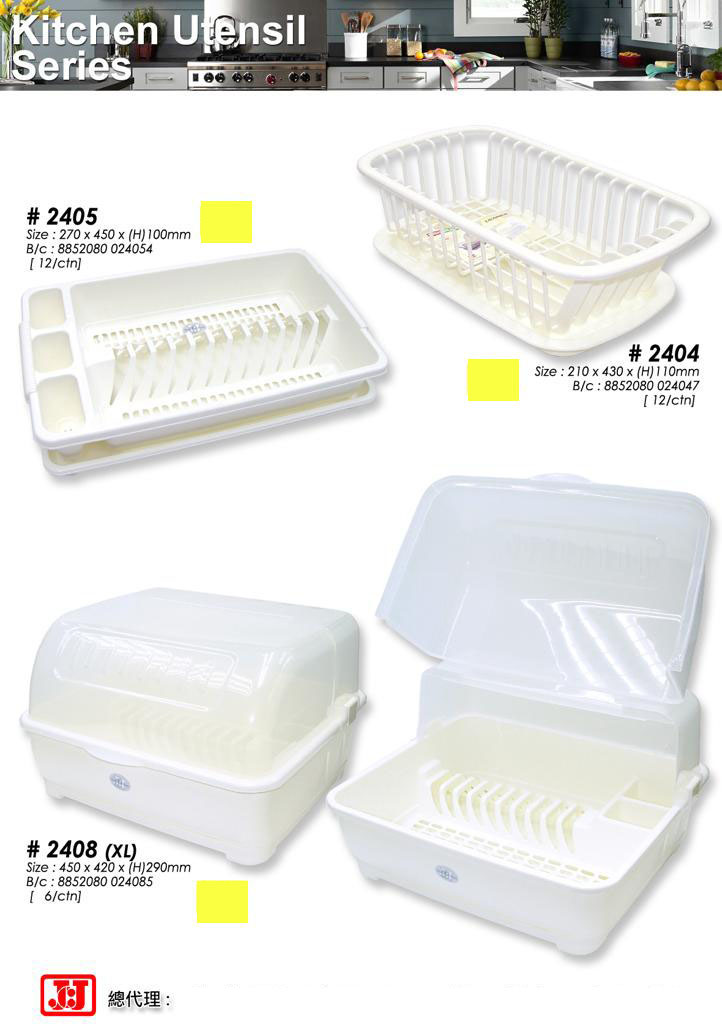 Kitchen Utensil
Series
# 2405
Size : 270 x 450 x (H)100mm
B/c : 8852080 024054
[ 12/ctn]
# 2404
Size : 210 x 430 x (H)110mm
B/c : 8852080 024047
[ 12/ctn]
# 2408 (XL)
Size : 450 x 420 x (H)290mm
B/c : 8852080 024085
[ 6/ctn]
總代理 :